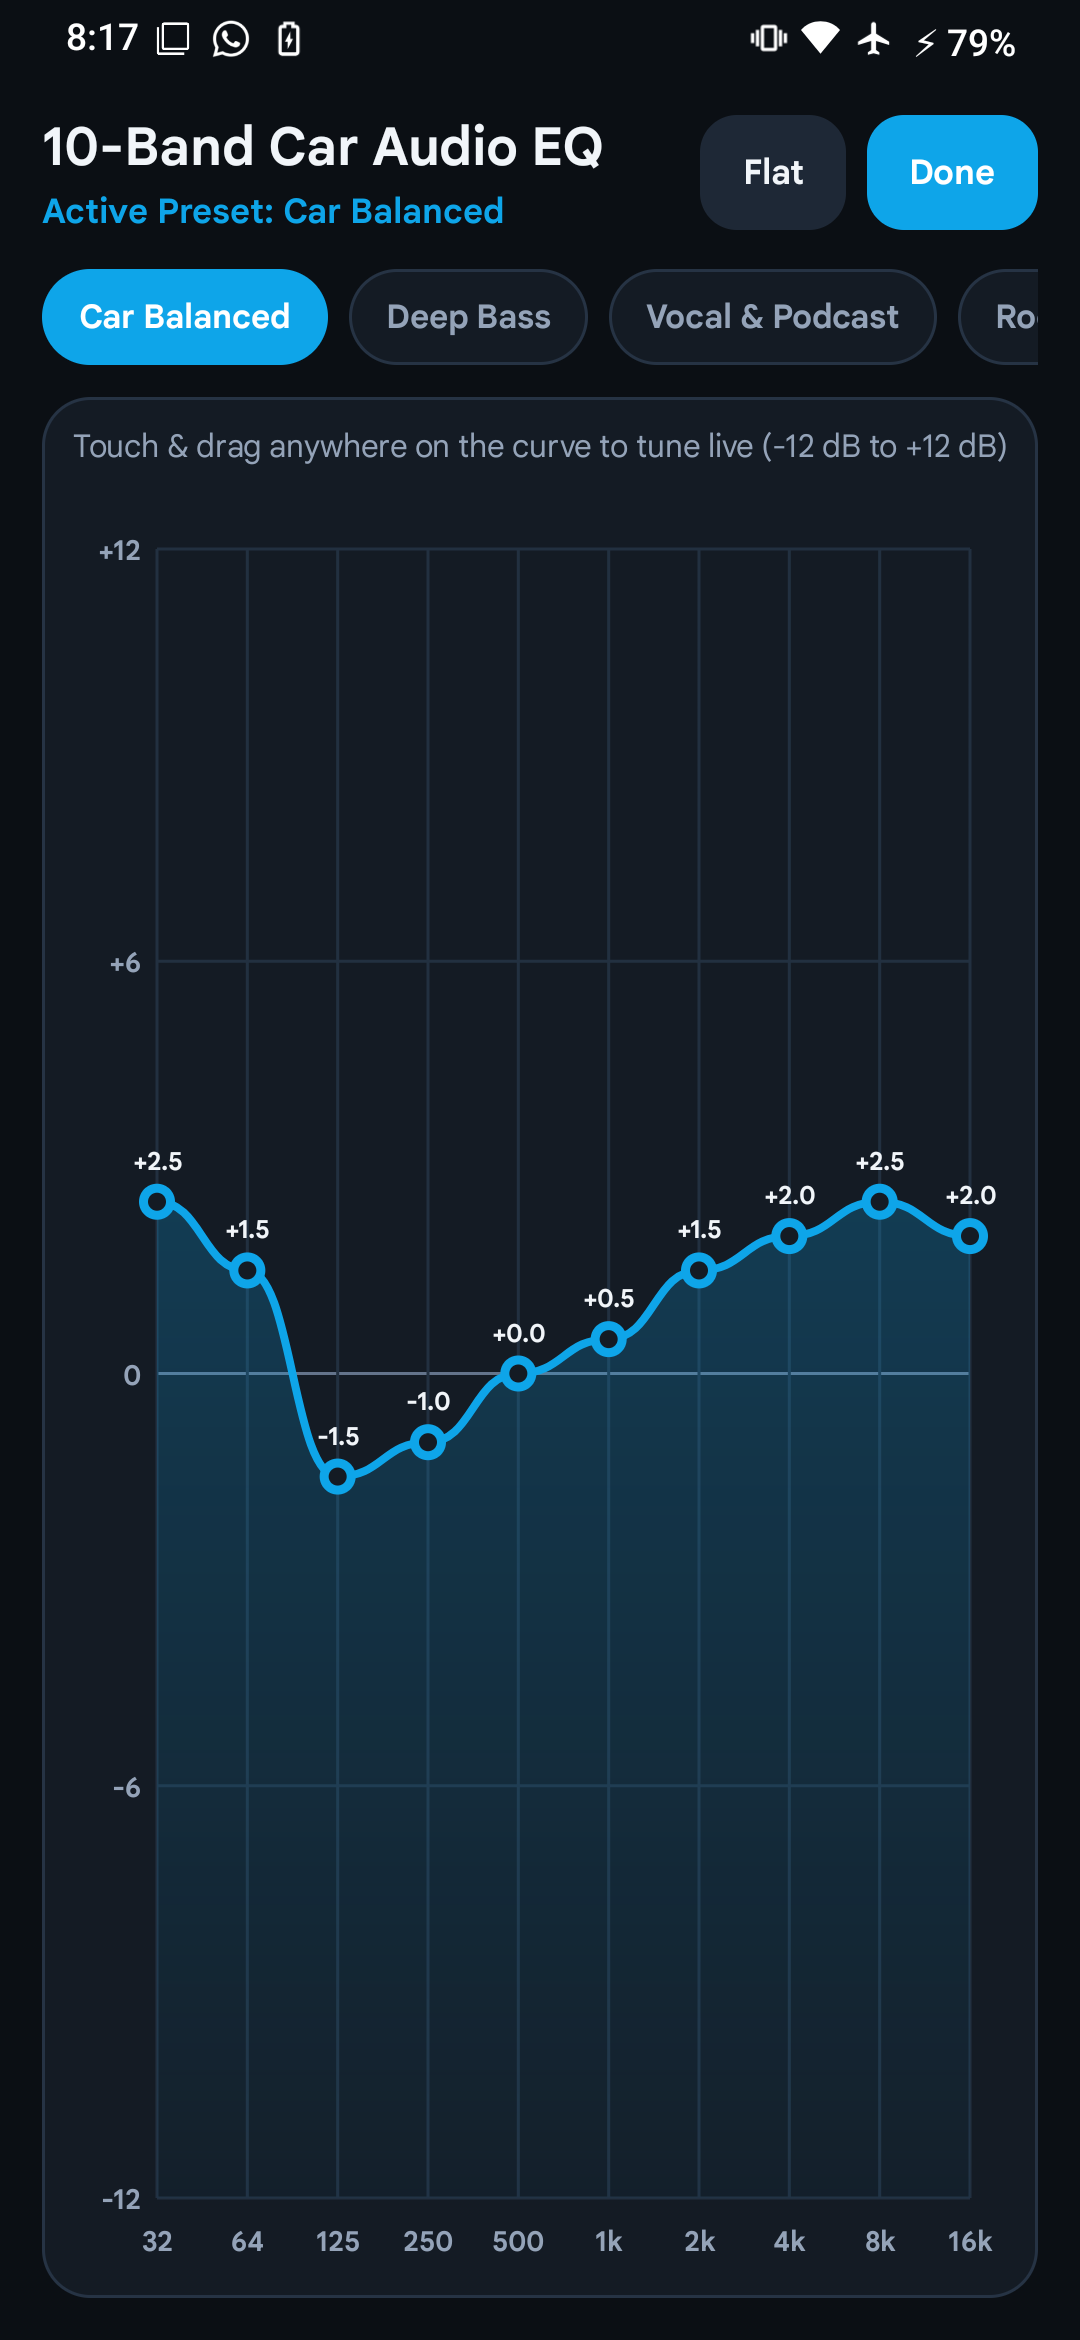 8:17
79%
10-Band Car Audio EQ
Active Preset: Car Balanced
Flat
Done
Car Balanced
Deep Bass
Vocal & Podcast
Touch & drag anywhere on the curve to tune live (-12 dB to +12 dB)
+12
+6
+2.5
+1.5
-1.5
-1.0
+0.0
+0.5
+1.5
+2.0
+2.5
+2.0
0
-6
-12
32 64 125 250 500 1k 2k 4k 8k 16k